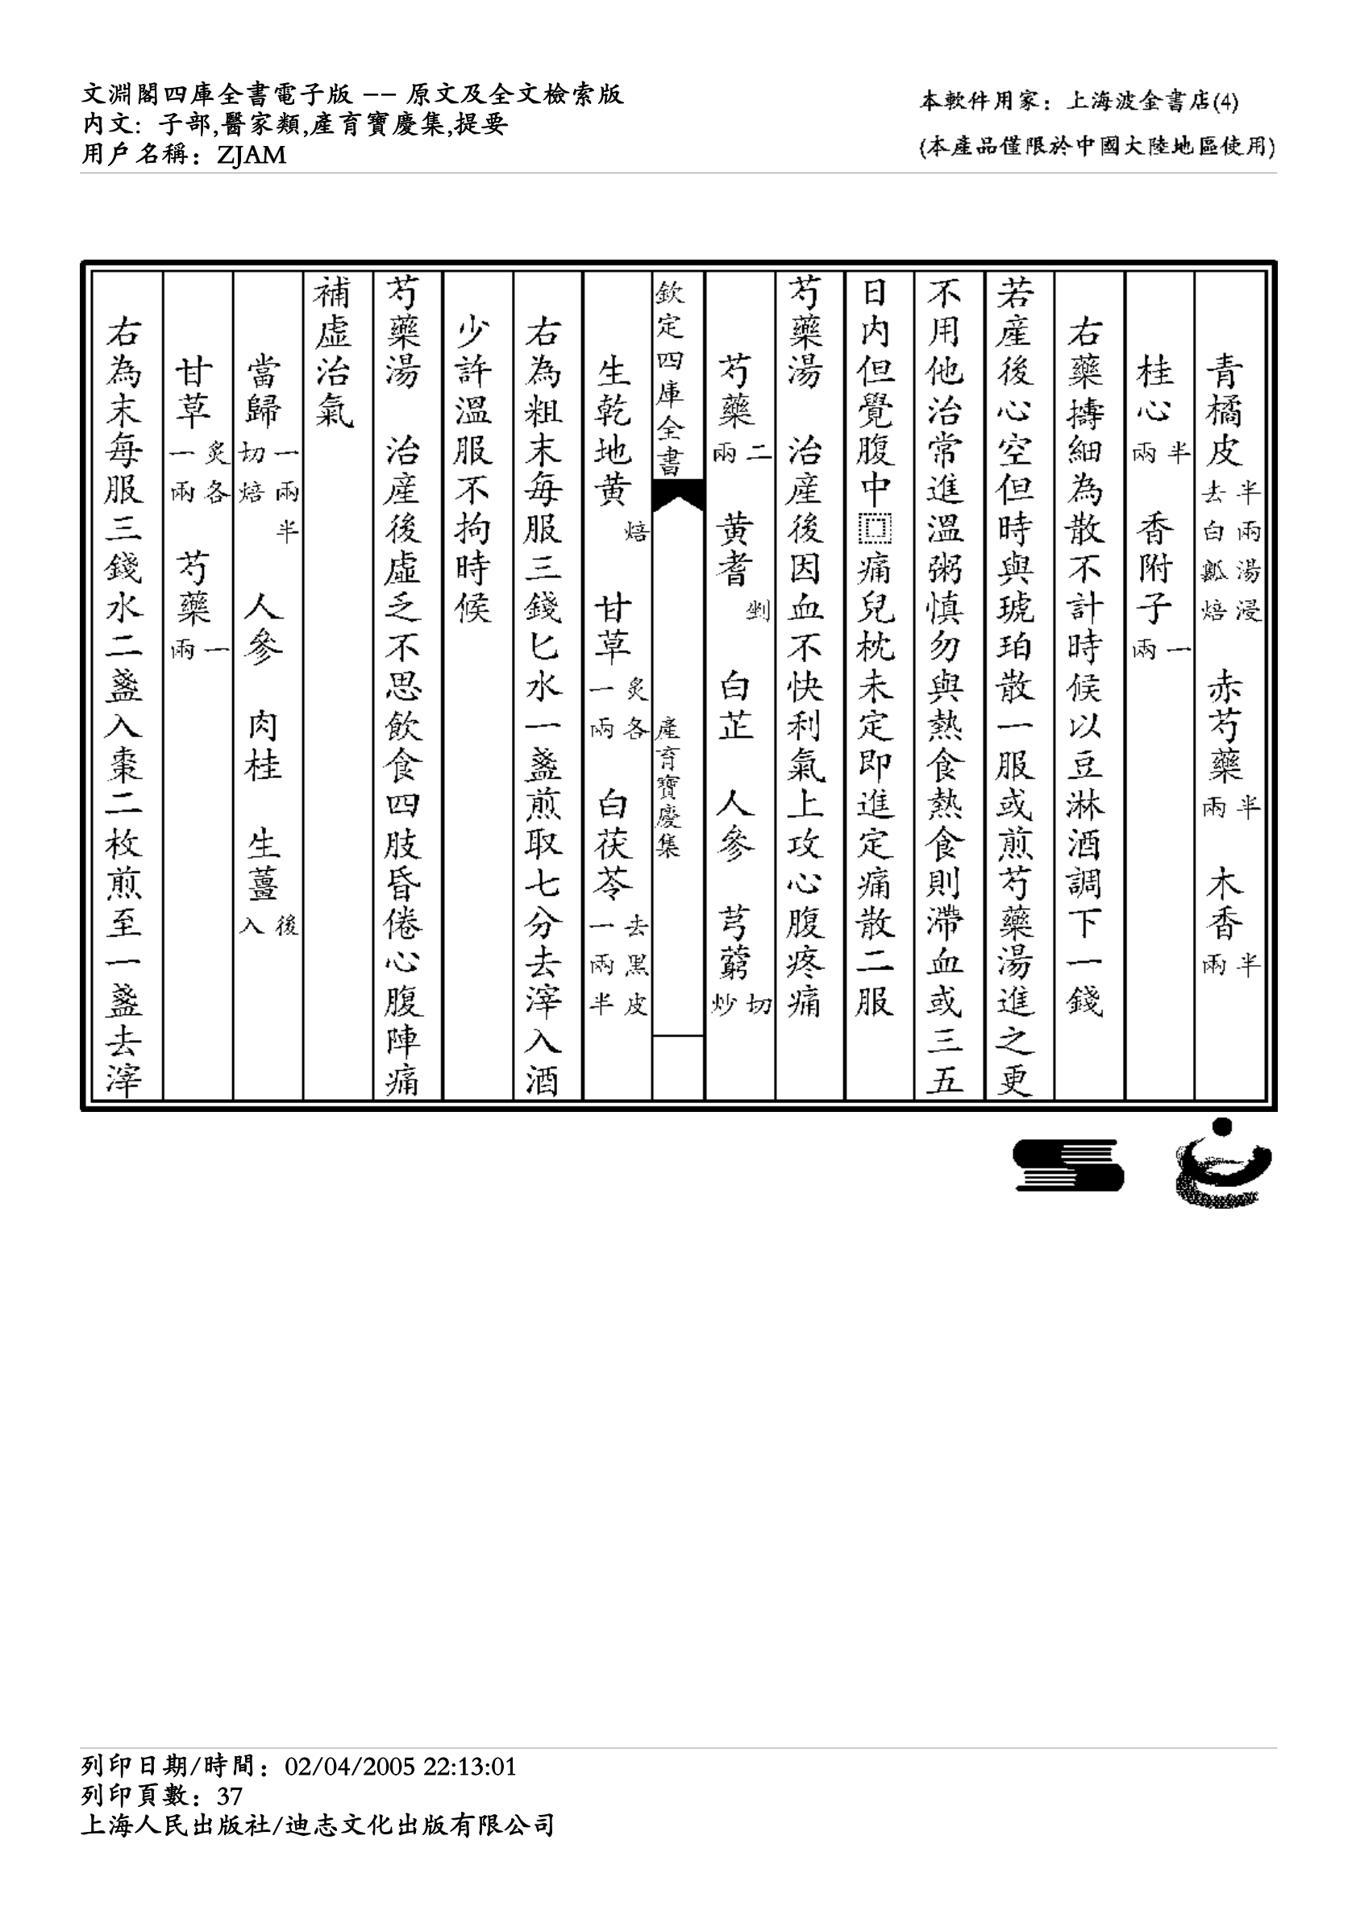 文淵閣四庫全書電子版 −− 原文及全文檢索版
內文：子部,醫家類,產育寶慶集,提要
用戶名稱：ZJAM
本軟件用家：上海波金書店(4)
(本產品僅限於中國大陸地區使用)
青橘皮半兩湯浸去白瓤焙 赤芍藥半兩 木香半兩
桂心半兩 香附子一兩
右藥擣細為散不計時候以豆淋酒調下一錢
若產後心空但時與琥珀散一服或煎芍藥湯進之更
不用他治常進溫粥慎勿與熱食熱食則滯血或三五
日內但覺腹中痛兒枕未定即進定痛散二服
芍藥湯 治產後因血不快利氣上攻心腹疼痛
芍藥二兩 黃耆剉 白芷 人參 芎藭切炒
欽定四庫全書 產育寶慶集
生乾地黃焙 甘草炙各一兩 白茯苓去黑皮一兩半
右為粗末每服三錢匕水一盞煎取七分去滓入酒
少許溫服不拘時候
芍藥湯 治產後虛乏不思飲食四肢昏倦心腹陣痛
補虛治氣
當歸一兩半切焙 人參 肉桂 生薑後入
甘草炙各一兩 芍藥一兩
右為末每服三錢水二盞入棗二枚煎至一盞去滓
列印日期/時間：02/04/2005 22:13:01
列印頁數：37
上海人民出版社/迪志文化出版有限公司